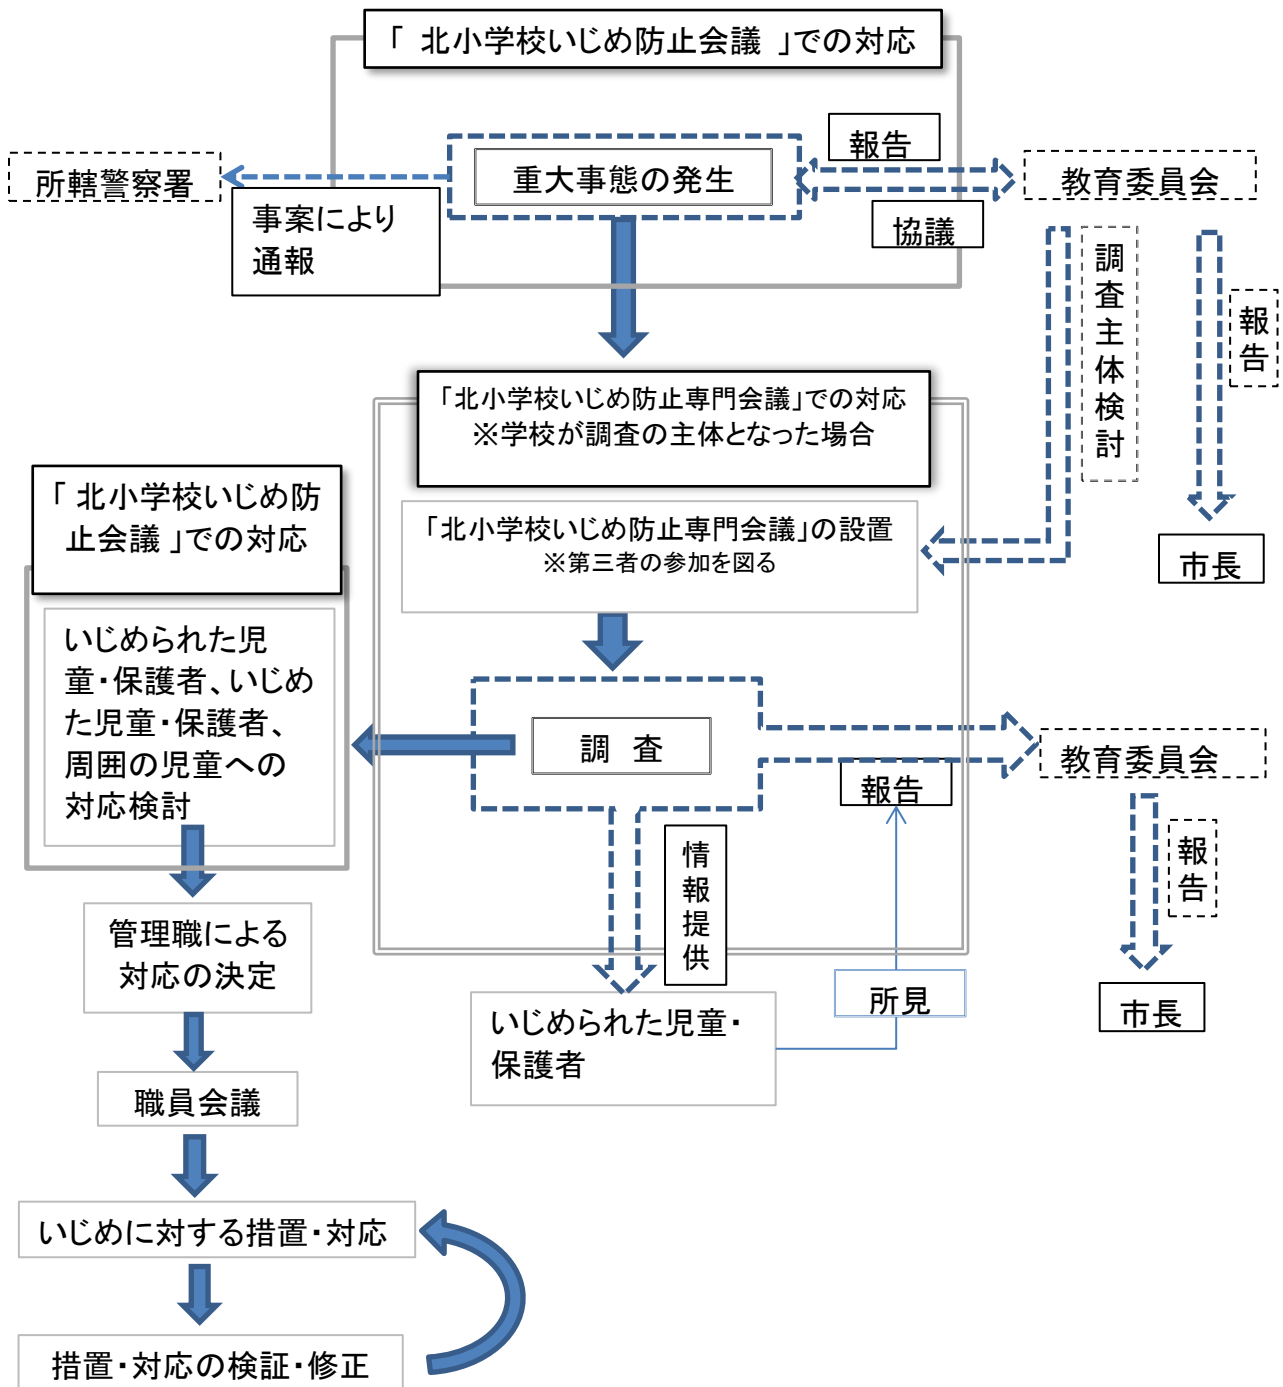 「 北小学校いじめ防止会議 」での対応
報告
所轄警察署
重大事態の発生
教育委員会
事案により
通報
協議
調査主体検討
報告
「北小学校いじめ防止専門会議」での対応
※学校が調査の主体となった場合
「 北小学校いじめ防
止会議 」での対応
「北小学校いじめ防止専門会議」の設置
※第三者の参加を図る
市長
いじめられた児
童・保護者、いじめ
た児童・保護者、
周囲の児童への
対応検討
調 査
教育委員会
報告
情報提供
報告
管理職による
対応の決定
所見
市長
いじめられた児童・
保護者
職員会議
いじめに対する措置・対応
措置・対応の検証・修正